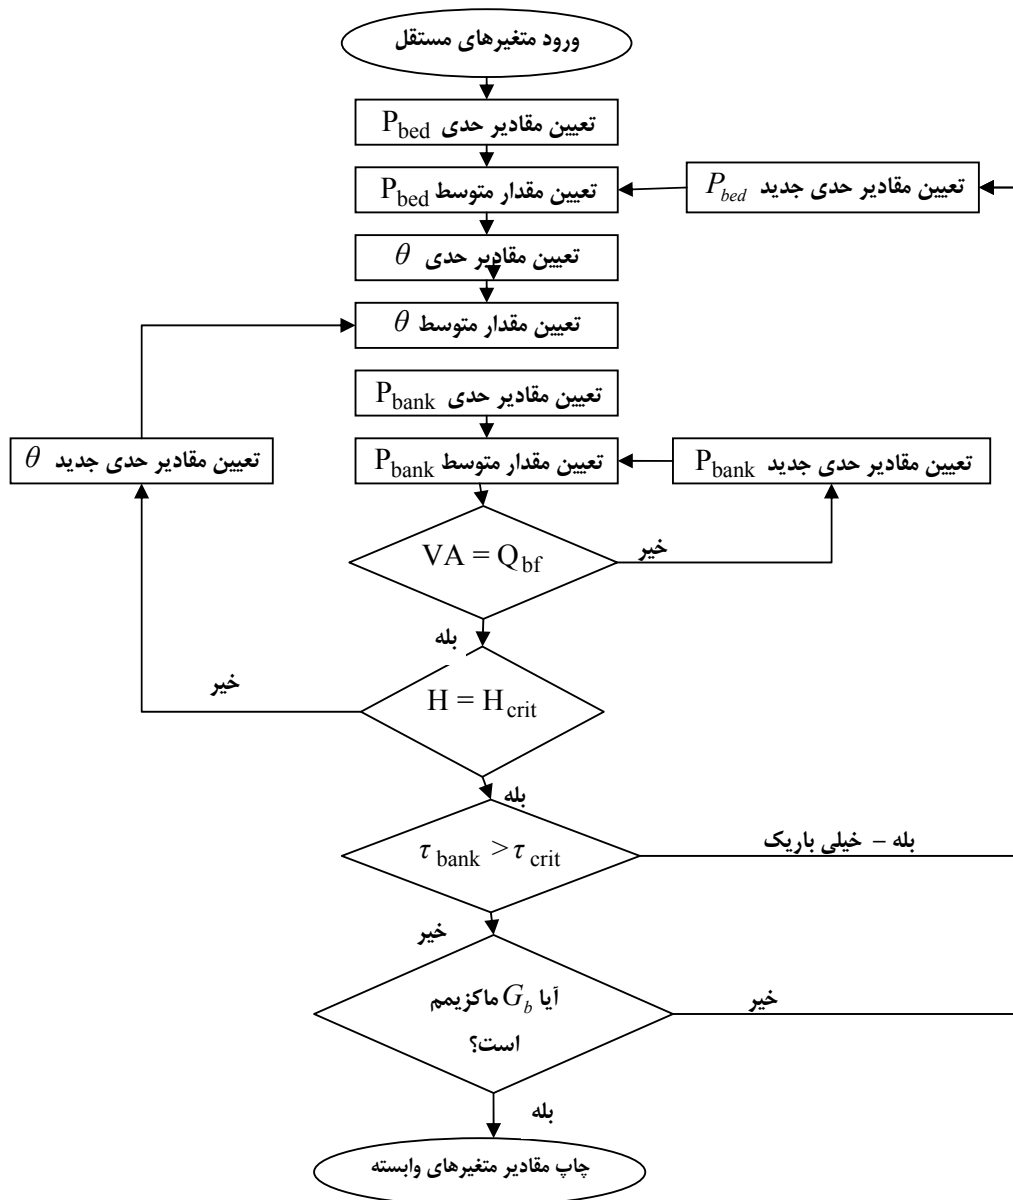 ورود متغیرهای مستقل
تعیین مقادیر حدی P_bed
تعیین مقدار متوسط P_bed
تعیین مقادیر حدی جدید P_bed
تعیین مقادیر حدی θ
تعیین مقدار متوسط θ
تعیین مقادیر حدی P_bank
تعیین مقادیر حدی جدید θ
تعیین مقدار متوسط P_bank
تعیین مقادیر حدی جدید P_bank
VA = Q_bf
خیر
بله
H = H_crit
خیر
بله
τ_bank > τ_crit
بله – خیلی باریک
خیر
آیا G_b ماکزیمم
است؟
خیر
بله
چاپ مقادیر متغیرهای وابسته